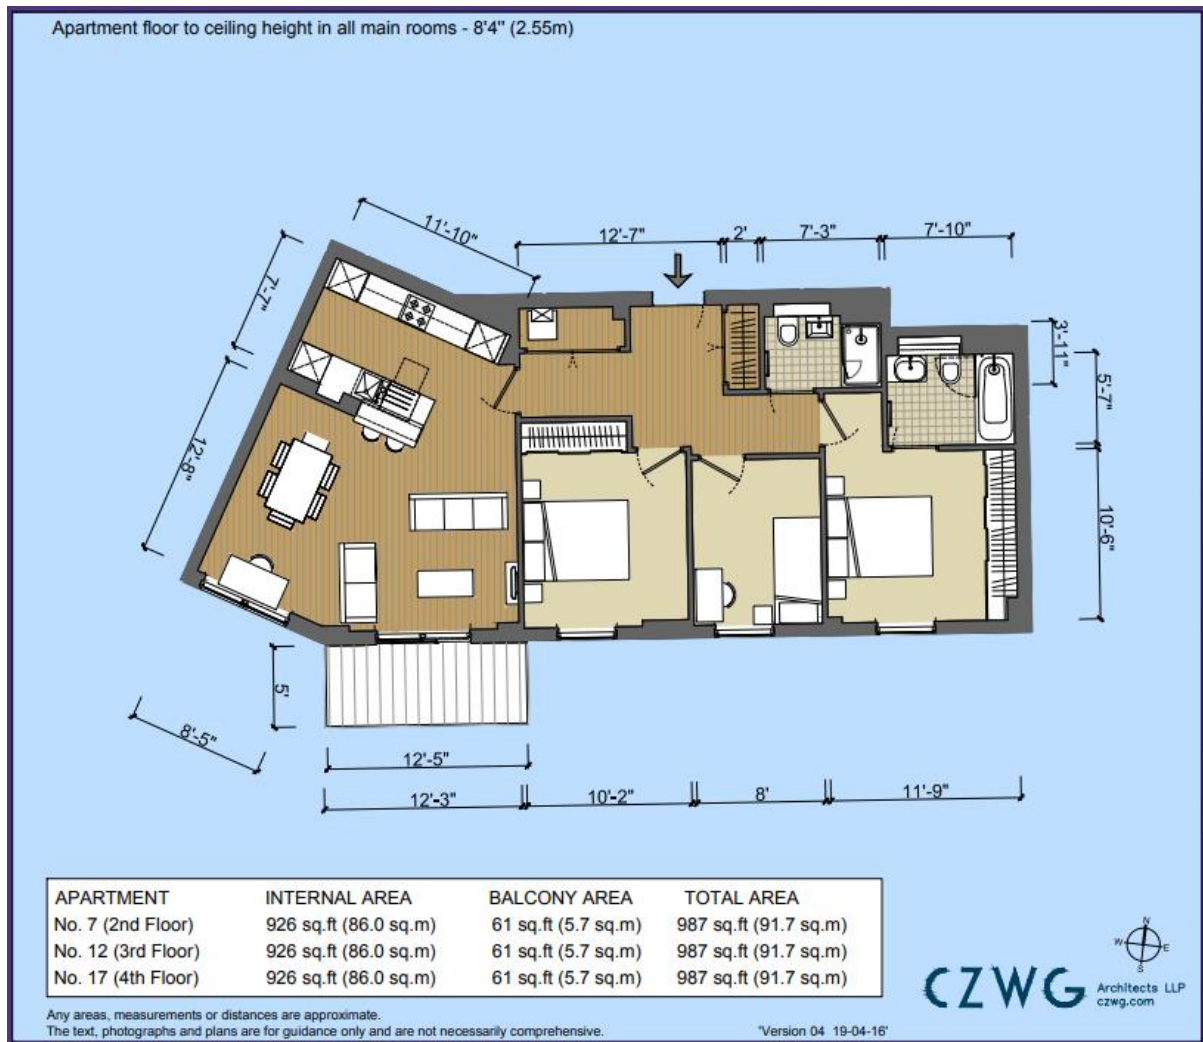 Apartment floor to ceiling height in all main rooms - 8'4" (2.55m)
11'-10"
12'-7"
2'
7'-3"
7'-10"
7'-7"
3'-11"
5'-7"
12'-8"
10'-6"
5'
8'-5"
12'-5"
12'-3"
10'-2"
8'
11'-9"
APARTMENT INTERNAL AREA BALCONY AREA TOTAL AREA
No. 7 (2nd Floor) 926 sq.ft (86.0 sq.m) 61 sq.ft (5.7 sq.m) 987 sq.ft (91.7 sq.m)
No. 12 (3rd Floor) 926 sq.ft (86.0 sq.m) 61 sq.ft (5.7 sq.m) 987 sq.ft (91.7 sq.m)
No. 17 (4th Floor) 926 sq.ft (86.0 sq.m) 61 sq.ft (5.7 sq.m) 987 sq.ft (91.7 sq.m)
N
W E
S
CZWG Architects LLP
czwg.com
Any areas, measurements or distances are approximate.
The text, photographs and plans are for guidance only and are not necessarily comprehensive. 'Version 04 19-04-16'